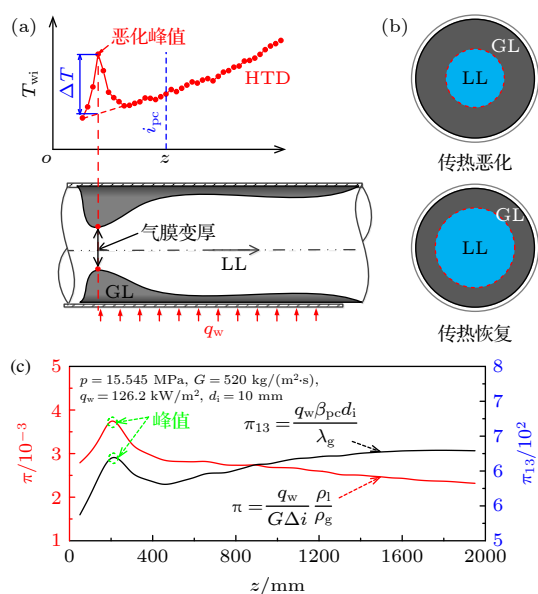 (a)
恶化峰值
T_wi
ΔT
HTD
i_pc
o
z
气膜变厚
LL
GL
q_w
(b)
GL
LL
传热恶化
GL
LL
传热恢复
(c)
p = 15.545 MPa, G = 520 kg/(m²·s),
q_w = 126.2 kW/m², d_i = 10 mm
峰值
π_13 = q_w β_pc d_i / λ_g
π = q_w / GΔi ρ_l / ρ_g
π/10⁻³
5
4
3
2
1
π_13/10²
8
7
6
6
5
0 400 800 1200 1600 2000
z/mm